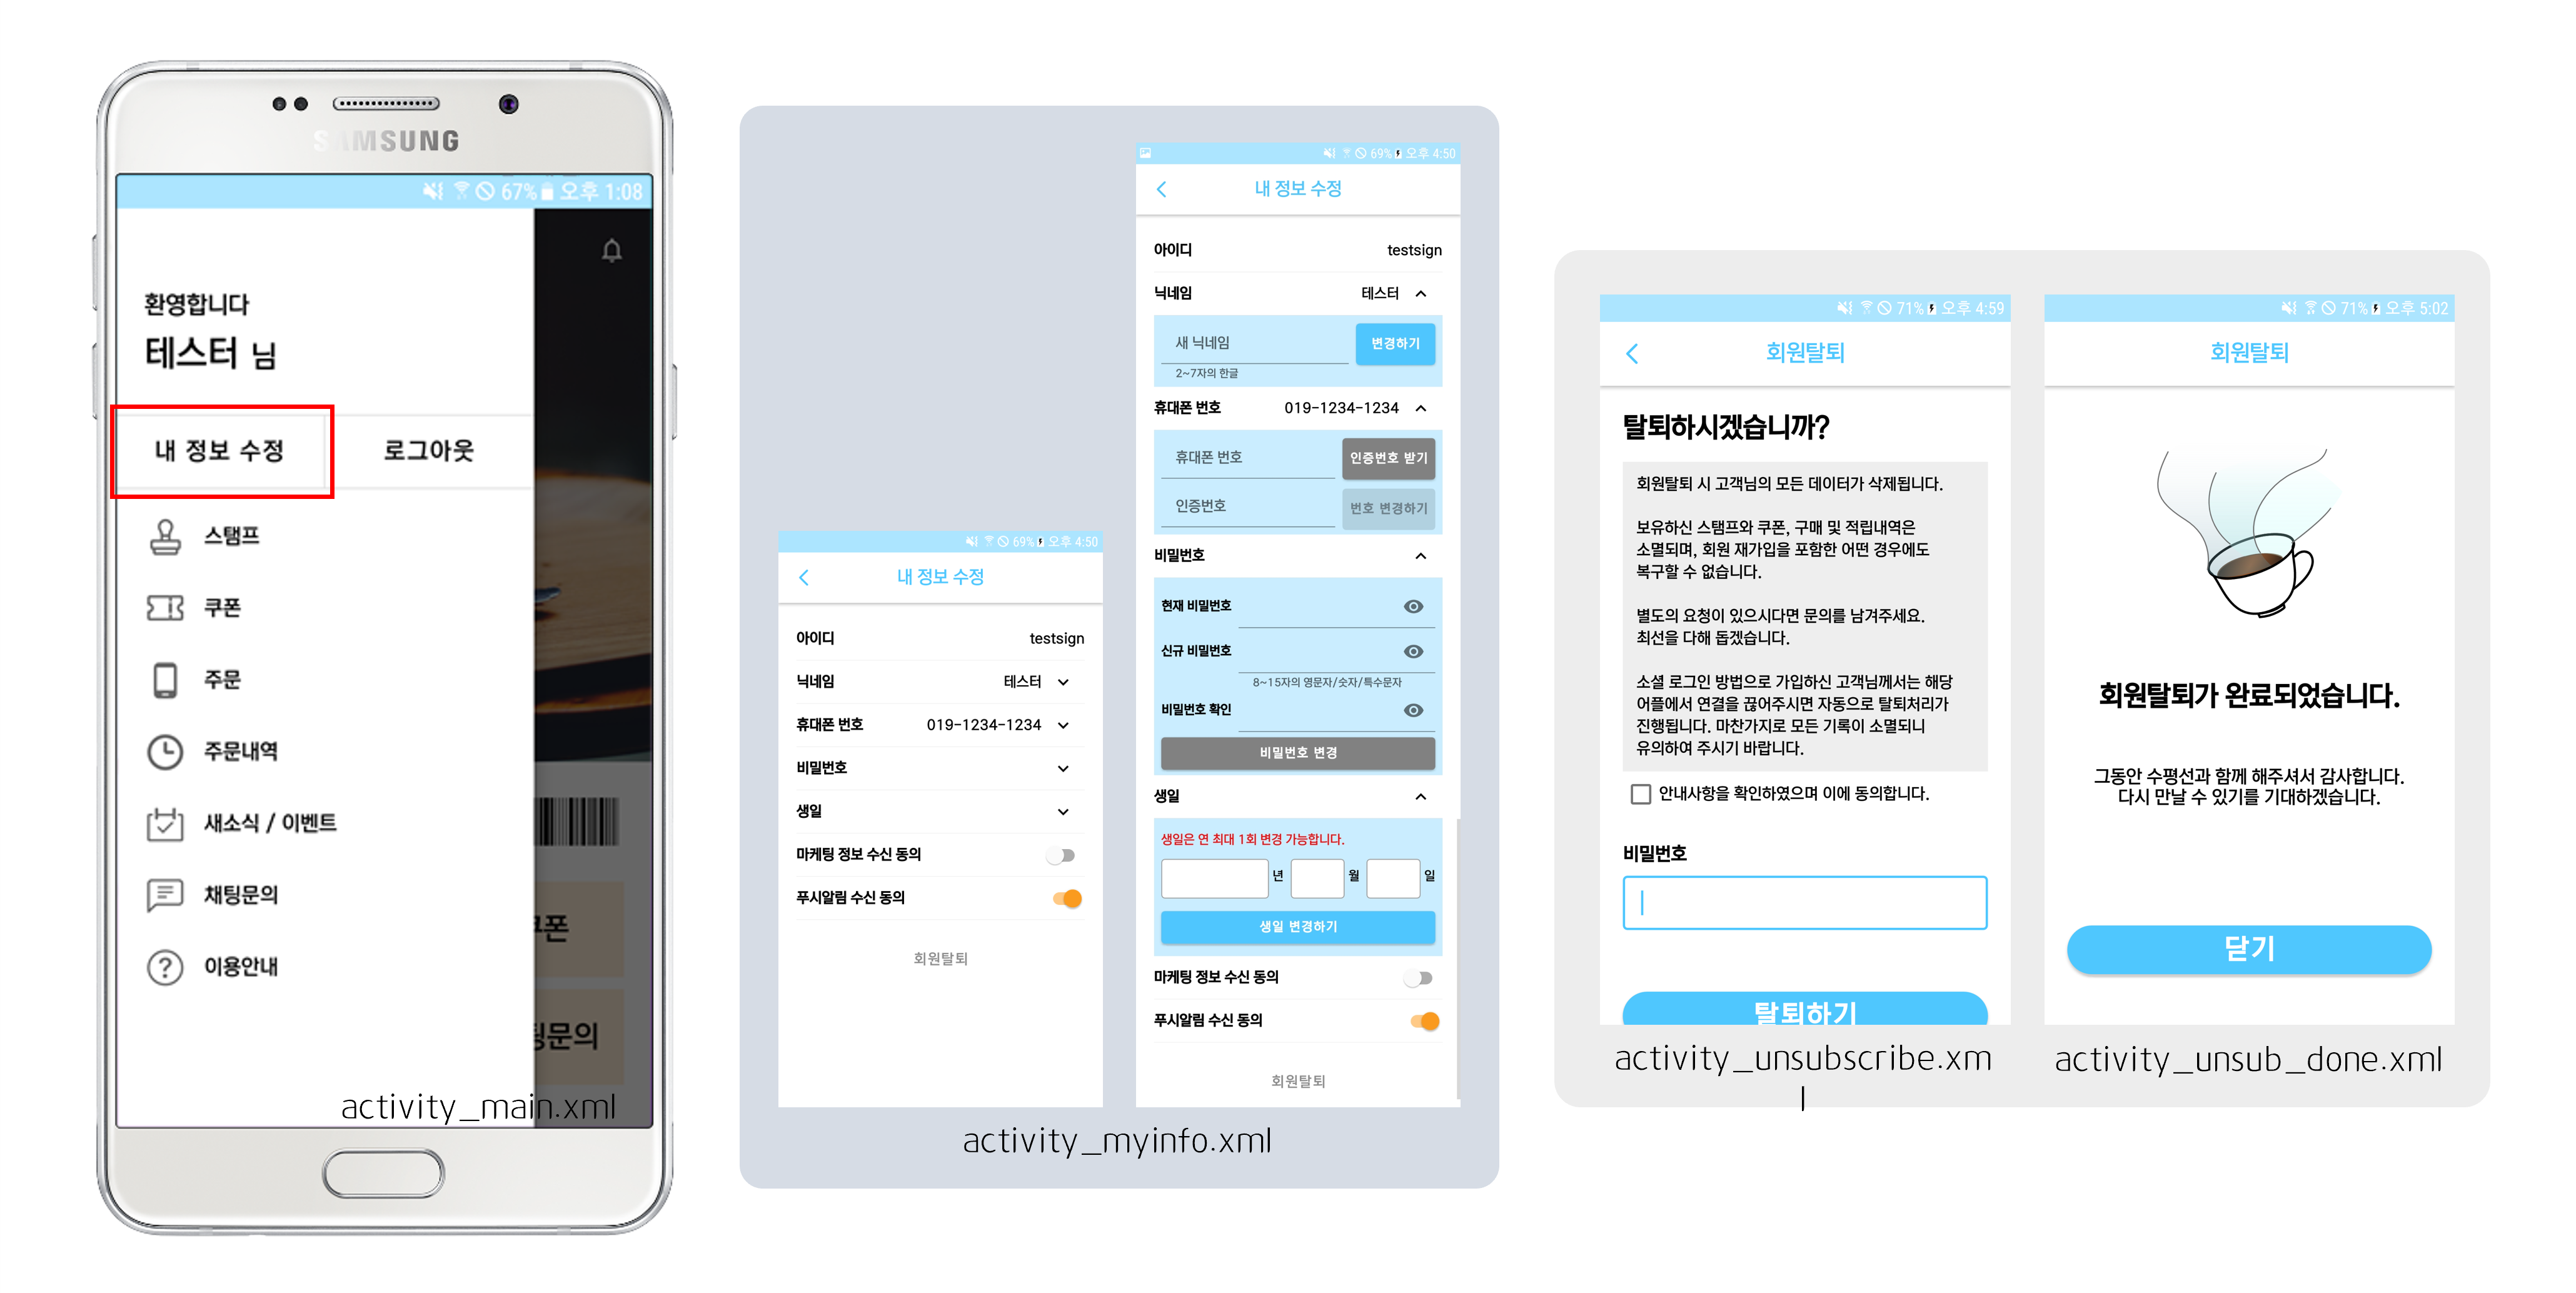 SAMSUNG
67% 오후 1:08
환영합니다
테스터 님
내 정보 수정
로그아웃
스탬프
쿠폰
주문
주문내역
새소식 / 이벤트
채팅문의
이용안내
쿠폰
팅문의
activity_main.xml
69% 오후 4:50
내 정보 수정
아이디 testsign
닉네임 테스터
휴대폰 번호 019-1234-1234
비밀번호
생일
마케팅 정보 수신 동의
푸시알림 수신 동의
회원탈퇴
69% 오후 4:50
내 정보 수정
아이디 testsign
닉네임 테스터
새 닉네임 변경하기
2~7자의 한글
휴대폰 번호 019-1234-1234
휴대폰 번호 인증번호 받기
인증번호 번호 변경하기
비밀번호
현재 비밀번호
신규 비밀번호
8~15자의 영문자/숫자/특수문자
비밀번호 확인
비밀번호 변경
생일
생일은 연 최대 1회 변경 가능합니다.
년 월 일
생일 변경하기
마케팅 정보 수신 동의
푸시알림 수신 동의
회원탈퇴
activity_myinfo.xml
71% 오후 4:59
회원탈퇴
탈퇴하시겠습니까?
회원탈퇴 시 고객님의 모든 데이터가 삭제됩니다.
보유하신 스탬프와 쿠폰, 구매 및 적립내역은
소멸되며, 회원 재가입을 포함한 어떤 경우에도
복구할 수 없습니다.
별도의 요청이 있으시다면 문의를 남겨주세요.
최선을 다해 돕겠습니다.
소셜 로그인 방법으로 가입하신 고객님께서는 해당
어플에서 연결을 끊어주시면 자동으로 탈퇴처리가
진행됩니다. 마찬가지로 모든 기록이 소멸되니
유의하여 주시기 바랍니다.
안내사항을 확인하였으며 이에 동의합니다.
비밀번호
탈퇴하기
activity_unsubscribe.xm
l
71% 오후 5:02
회원탈퇴
회원탈퇴가 완료되었습니다.
그동안 수평선과 함께 해주셔서 감사합니다.
다시 만날 수 있기를 기대하겠습니다.
닫기
activity_unsub_done.xml